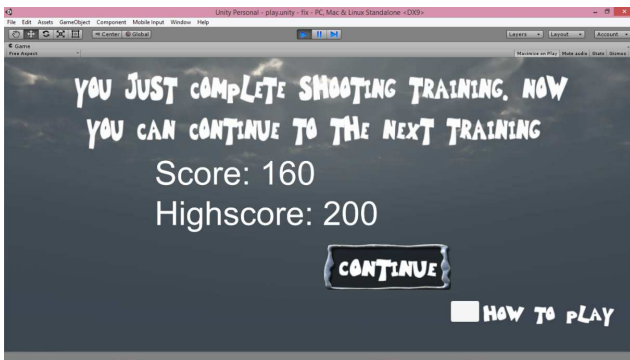 Unity Personal - play.unity - fix - PC, Mac & Linux Standalone <DX9>
File Edit Assets GameObject Component Mobile Input Window Help
Center Global Layers Layout Account
Game
Free Aspect Maximize on Play Mute audio Stats Gizmos
YOU JUST COMPLETE SHOOTING TRAINING. NOW
YOU CAN CONTINUE TO THE NEXT TRAINING
Score: 160
Highscore: 200
CONTINUE
HOW TO PLAY